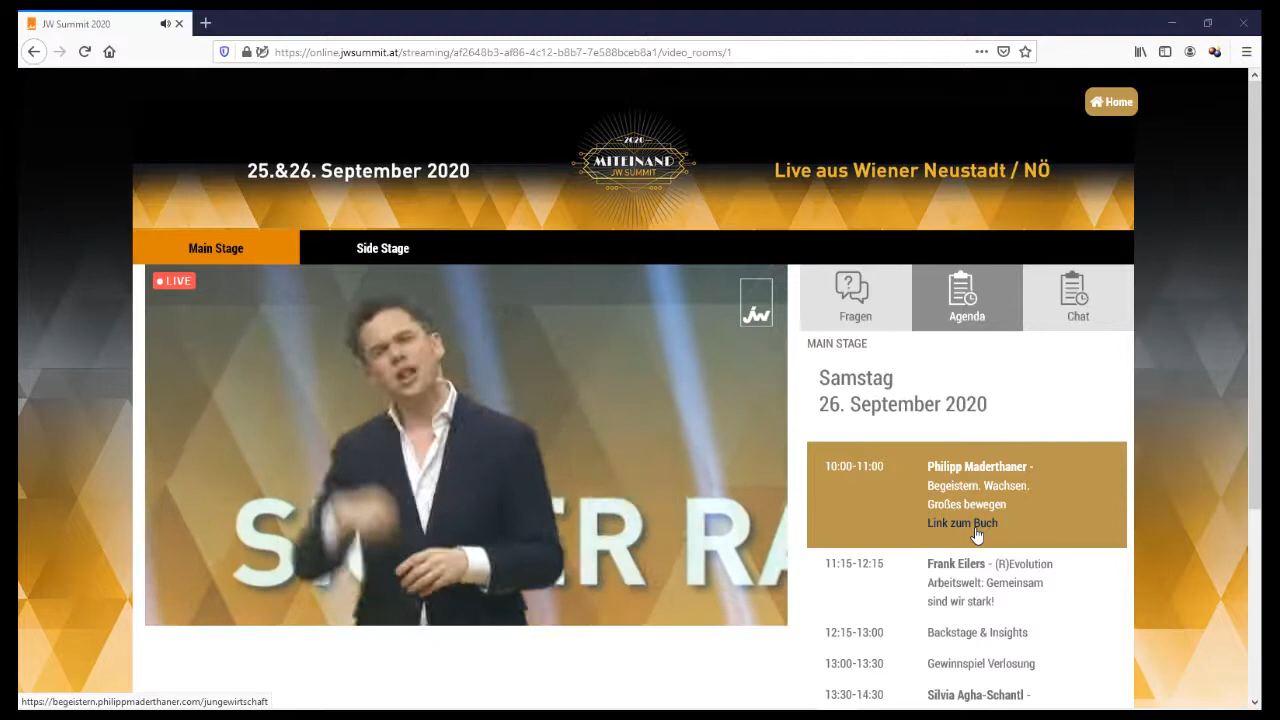 JW Summit 2020
https://online.jwsummit.at/streaming/af2648b3-af86-4c12-b8b7-7e588bceb8a1/video_rooms/1
Home
25.&26. September 2020
2020
MITEINAND
JW SUMMIT
Live aus Wiener Neustadt / NÖ
Main Stage
Side Stage
LIVE
jw
Fragen
Agenda
Chat
MAIN STAGE
Samstag
26. September 2020
10:00-11:00
Philipp Maderthaner -
Begeistern. Wachsen.
Großes bewegen
Link zum Buch
11:15-12:15
Frank Eilers - (R)Evolution
Arbeitswelt: Gemeinsam
sind wir stark!
12:15-13:00
Backstage & Insights
13:00-13:30
Gewinnspiel Verlosung
13:30-14:30
Silvia Agha-Schantl -
https://begeistern.philippmaderthaner.com/jungewirtschaft